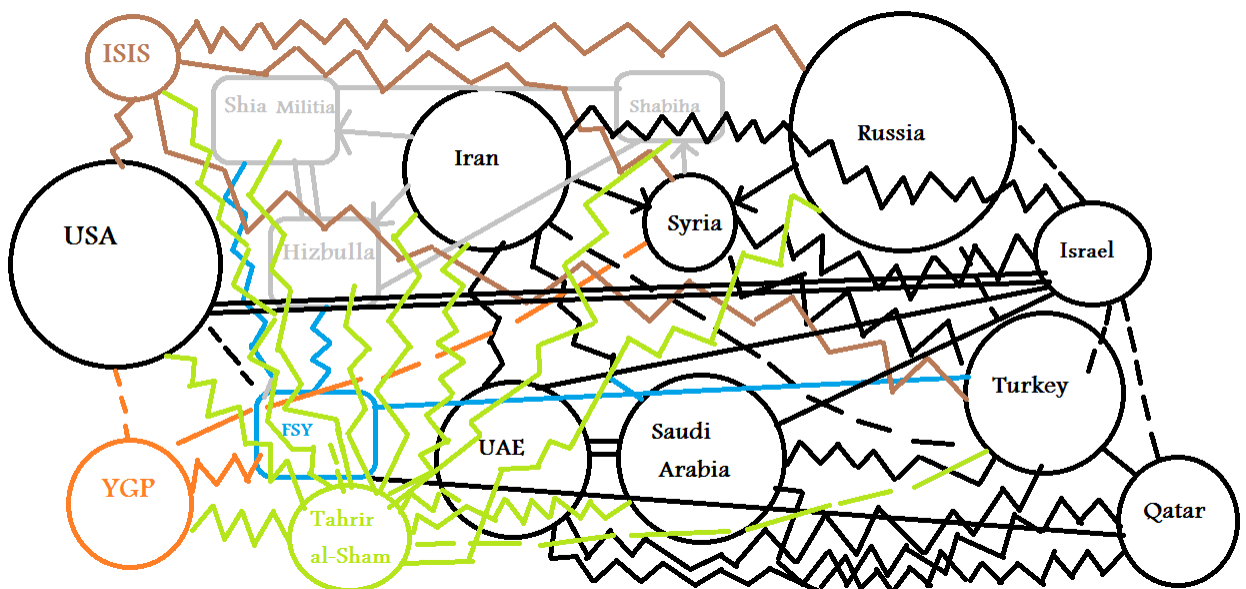 ISIS
Shia Militia
Shabiha
Russia
Iran
USA
Syria
Hizbulla
Israel
Turkey
FSY
UAE
Saudi
Arabia
YGP
Tahrir
al-Sham
Qatar